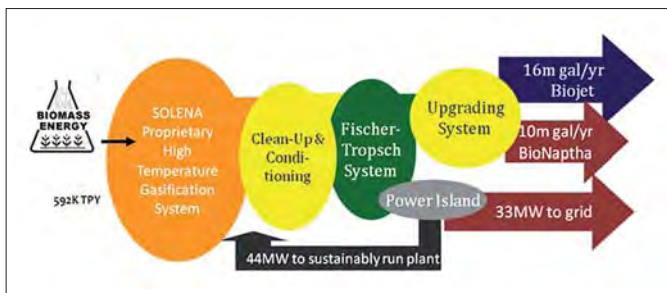 BIOMASS
ENERGY
592K TPY
SOLENA
Proprietary
High
Temperature
Gasification
System
Clean-Up &
Condi-
tioning
Fischer-
Tropsch
System
Upgrading
System
Power Island
16m gal/yr
Biojet
10m gal/yr
BioNaptha
33MW to grid
44MW to sustainably run plant